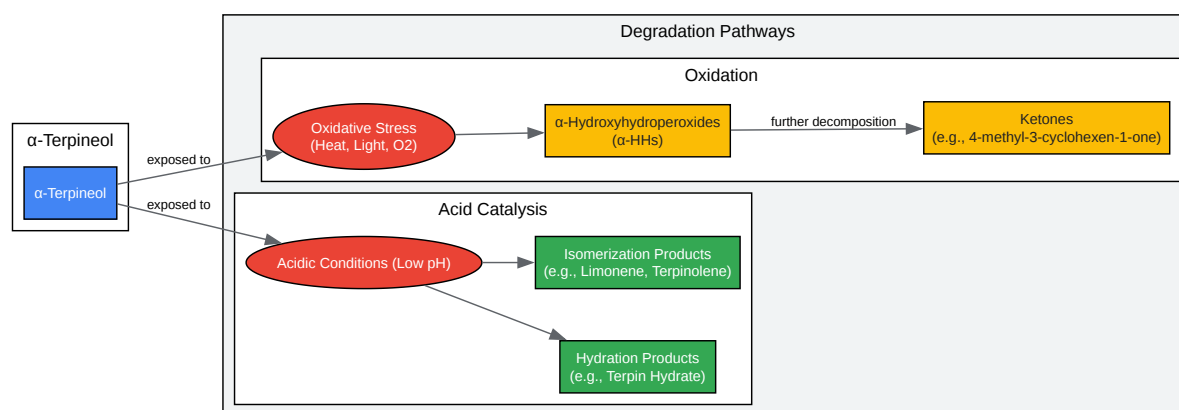 Degradation Pathways
Oxidation
Oxidative Stress
(Heat, Light, O2)
α-Hydroxyhydroperoxides
(α-HHs)
further decomposition
Ketones
(e.g., 4-methyl-3-cyclohexen-1-one)
α-Terpineol
α-Terpineol
exposed to
exposed to
Acid Catalysis
Acidic Conditions (Low pH)
Isomerization Products
(e.g., Limonene, Terpinolene)
Hydration Products
(e.g., Terpin Hydrate)